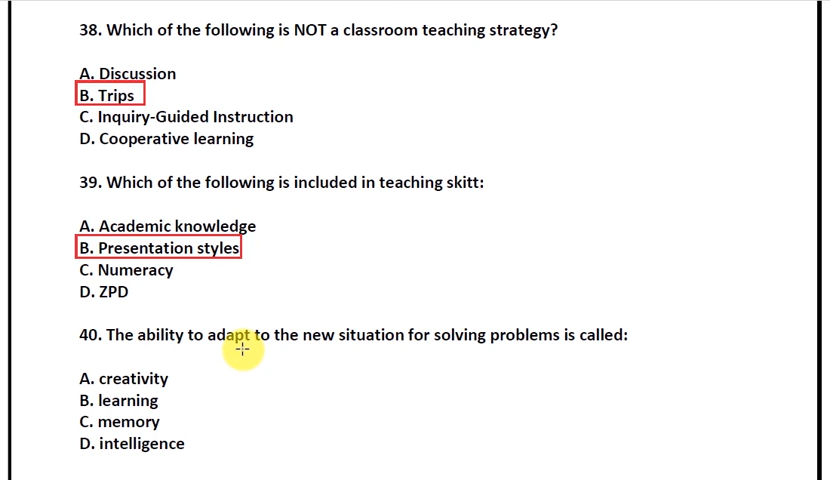 38. Which of the following is NOT a classroom teaching strategy?
A. Discussion
B. Trips
C. Inquiry-Guided Instruction
D. Cooperative learning
39. Which of the following is included in teaching skitt:
A. Academic knowledge
B. Presentation styles
C. Numeracy
D. ZPD
40. The ability to adapt to the new situation for solving problems is called:
A. creativity
B. learning
C. memory
D. intelligence